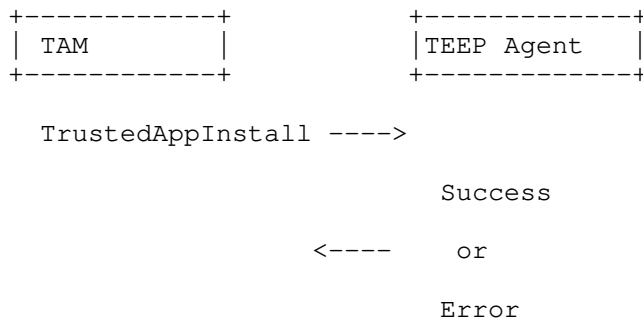 +------------+ +-------------+
| TAM | |TEEP Agent |
+------------+ +-------------+
TrustedAppInstall ---->
Success
<---- or
Error